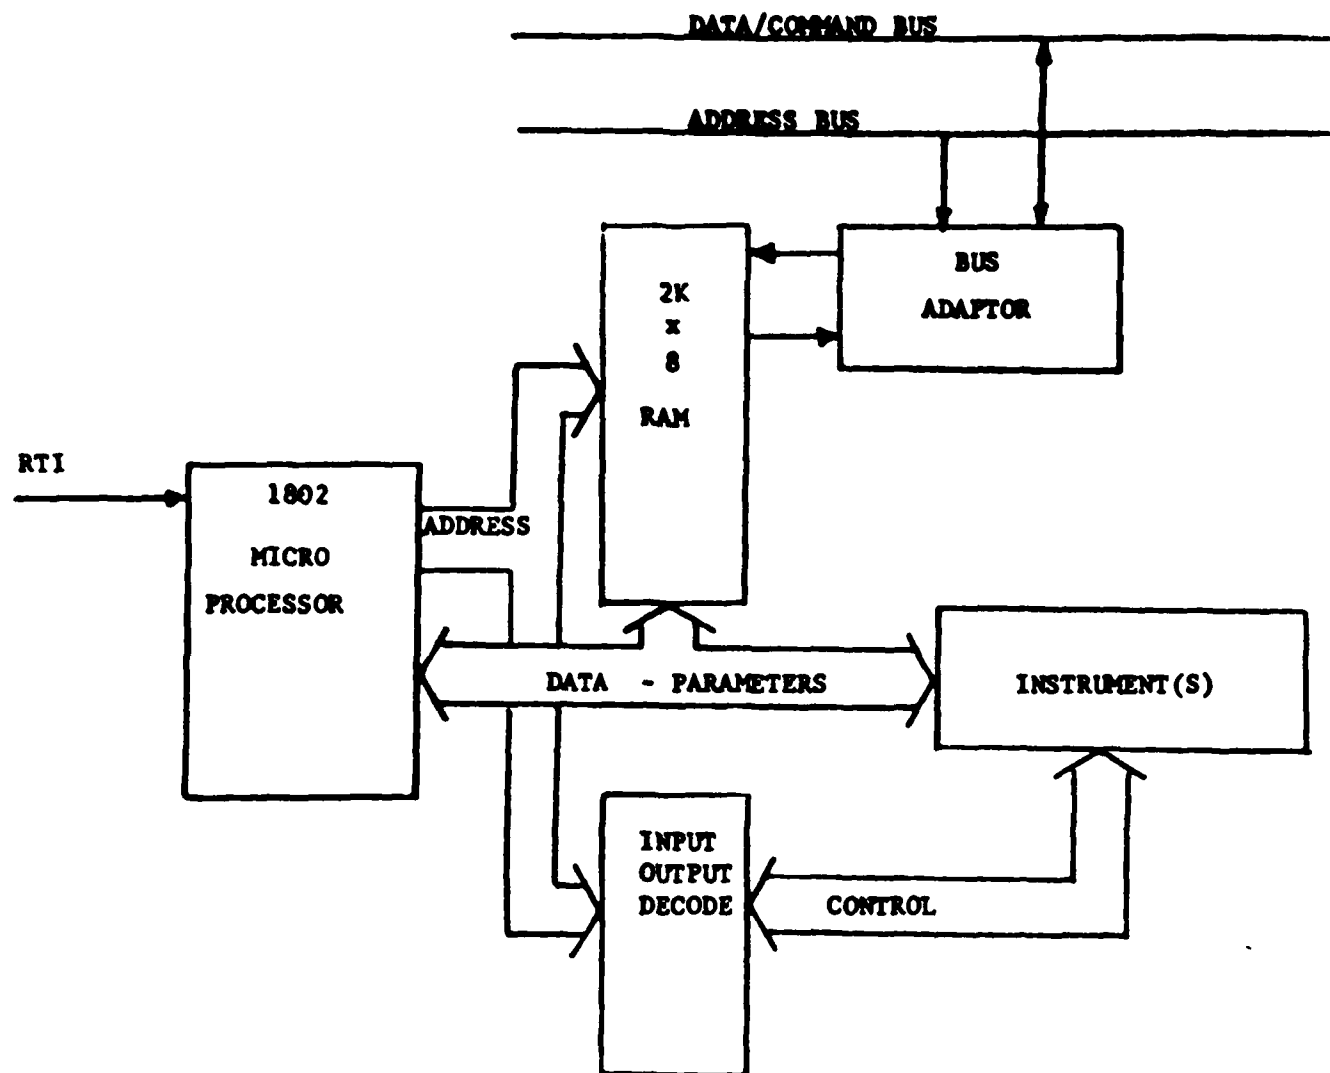 DATA/COMMAND BUS
ADDRESS BUS
BUS
ADAPTOR
2K
x
8
RAM
RTI
1802
MICRO
PROCESSOR
ADDRESS
DATA - PARAMETERS
INSTRUMENT(S)
INPUT
OUTPUT
DECODE
CONTROL